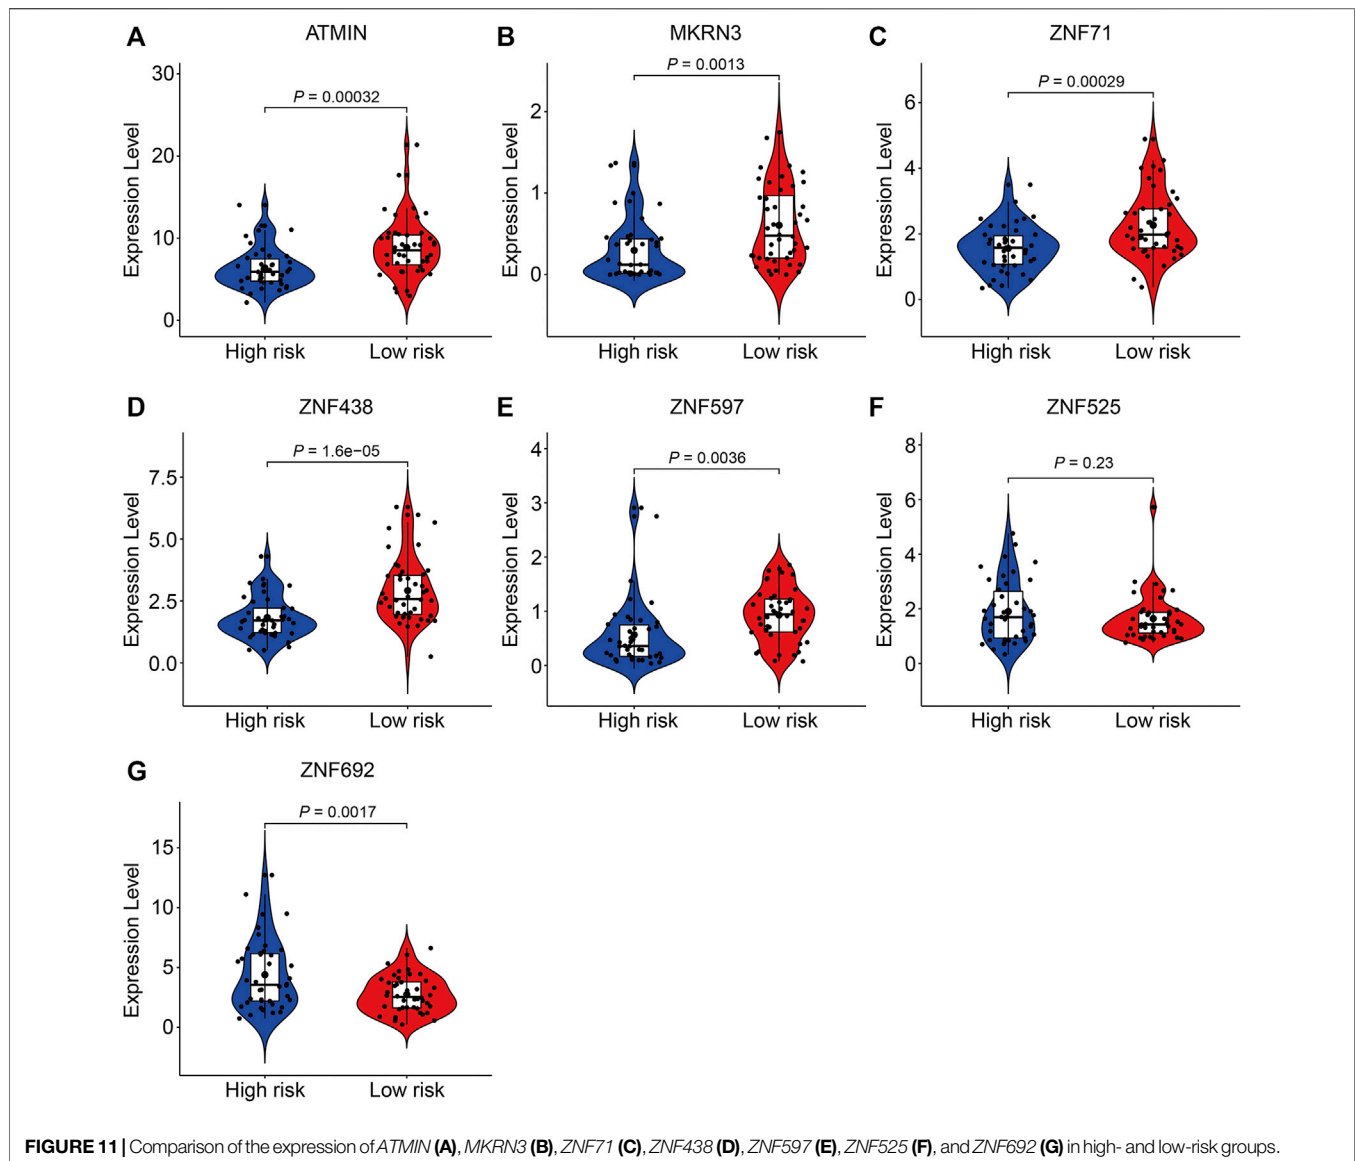 A
ATMIN
P = 0.00032
Expression Level
30
20
10
0
High risk
Low risk
B
MKRN3
P = 0.0013
Expression Level
2
1
0
High risk
Low risk
C
ZNF71
P = 0.00029
Expression Level
6
4
2
0
High risk
Low risk
D
ZNF438
P = 1.6e−05
Expression Level
7.5
5.0
2.5
0.0
High risk
Low risk
E
ZNF597
P = 0.0036
Expression Level
4
3
2
1
0
High risk
Low risk
F
ZNF525
P = 0.23
Expression Level
8
6
4
2
0
High risk
Low risk
G
ZNF692
P = 0.0017
Expression Level
15
10
5
0
High risk
Low risk
FIGURE 11 | Comparison of the expression of ATMIN (A), MKRN3 (B), ZNF71 (C), ZNF438 (D), ZNF597 (E), ZNF525 (F), and ZNF692 (G) in high- and low-risk groups.